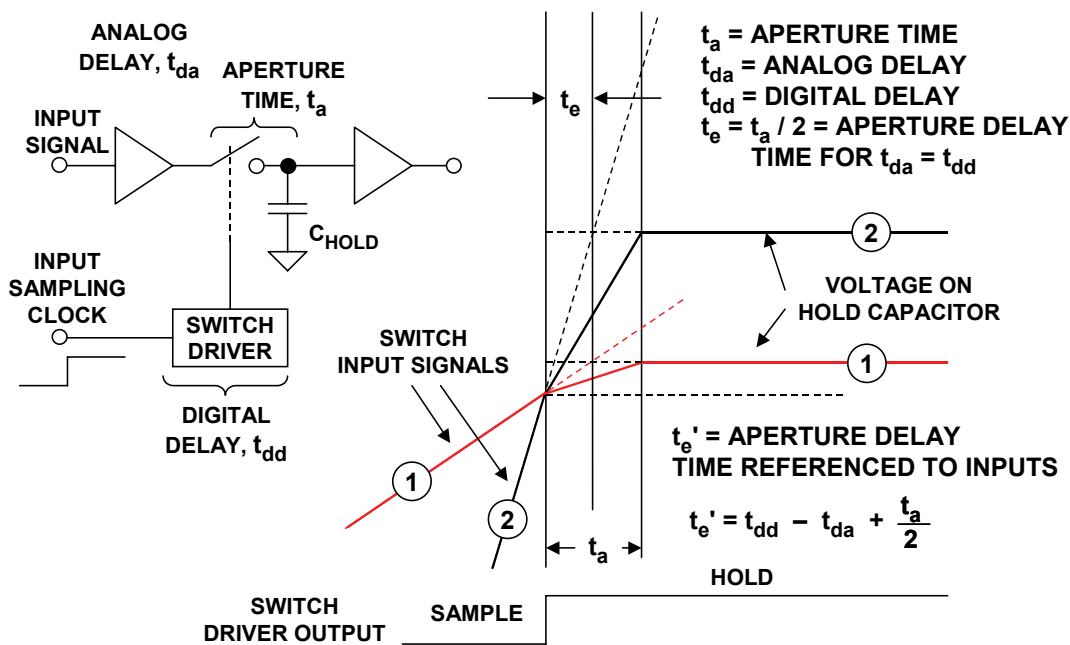 ANALOG
DELAY, tda
APERTURE
TIME, ta
INPUT
SIGNAL
CHOLD
INPUT
SAMPLING
CLOCK
SWITCH
DRIVER
DIGITAL
DELAY, tdd
SWITCH
INPUT SIGNALS
1
2
te
ta
ta = APERTURE TIME
tda = ANALOG DELAY
tdd = DIGITAL DELAY
te = ta / 2 = APERTURE DELAY
TIME FOR tda = tdd
2
VOLTAGE ON
HOLD CAPACITOR
1
te' = APERTURE DELAY
TIME REFERENCED TO INPUTS
te' = tdd – tda + ta/2
HOLD
SAMPLE
SWITCH
DRIVER OUTPUT